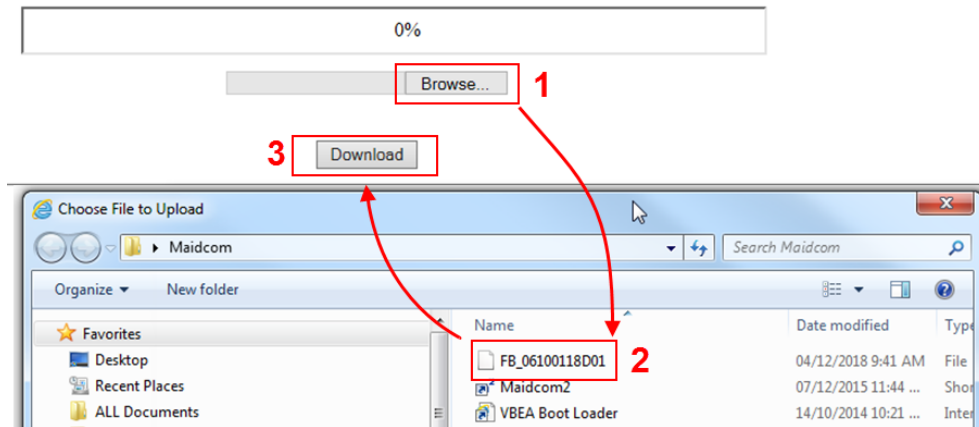 0%
Browse... 1
3 Download
Choose File to Upload
Maidcom Search Maidcom
Organize New folder
Favorites
Desktop
Recent Places
ALL Documents
Name Date modified Type
FB_06100118D01 2 04/12/2018 9:41 AM File
Maidcom2 07/12/2015 11:44 ... Shor
VBEA Boot Loader 14/10/2014 10:21 ... Inter